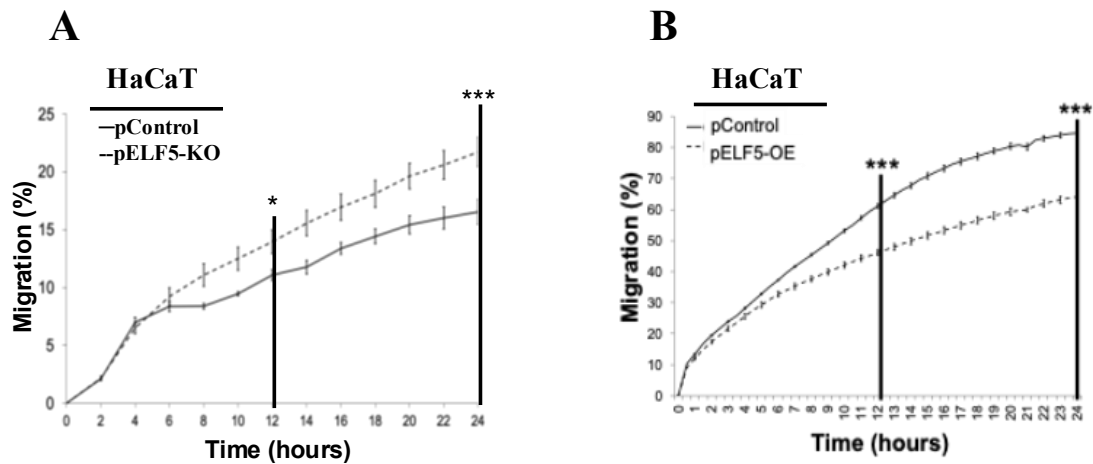 A
HaCaT
pControl
--pELF5-KO
*
***
Migration (%)
25
20
15
10
5
0
0 2 4 6 8 10 12 14 16 18 20 22 24
Time (hours)
B
HaCaT
pControl
pELF5-OE
***
***
Migration (%)
90
80
70
60
50
40
30
20
10
0
0 1 2 3 4 5 6 7 8 9 10 11 12 13 14 15 16 17 18 19 20 21 22 23 24
Time (hours)